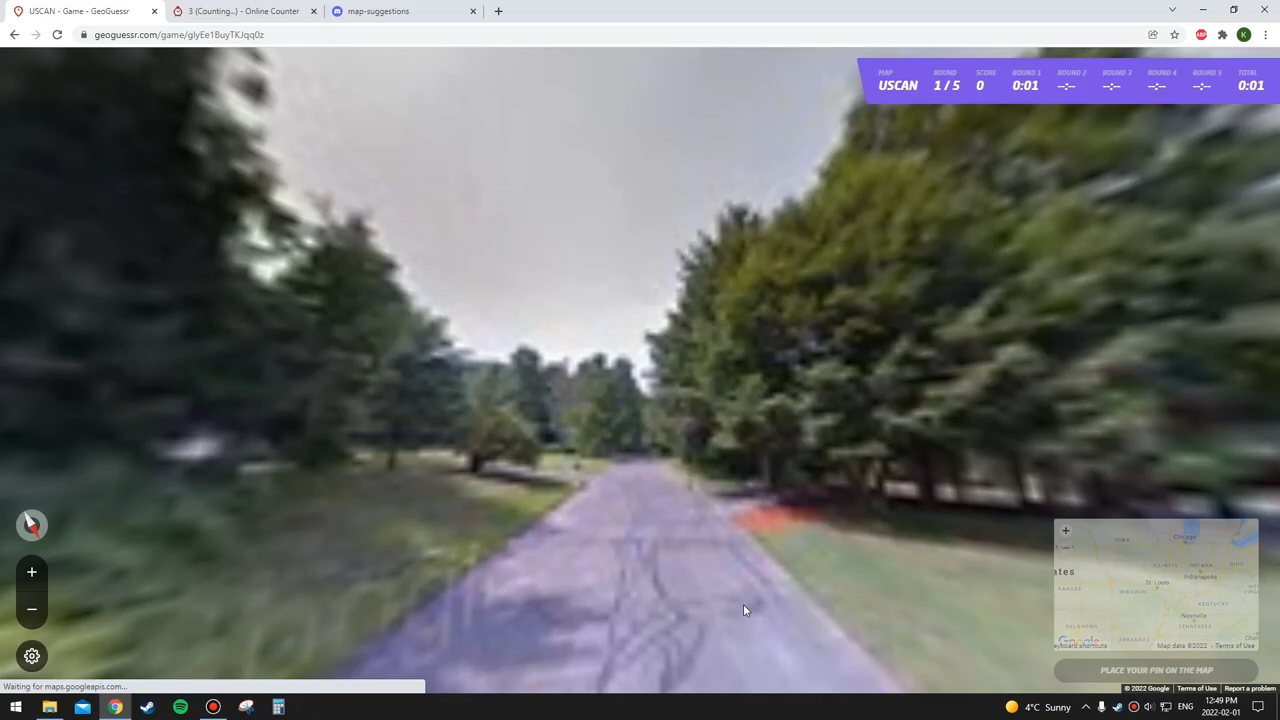 USCAN - Game - GeoGuessr
3 (Counting...) - Online Counter
map-suggestions
geoguessr.com/game/glyEe1BuyTKJqq0z
MAP ROUND SCORE ROUND 1 ROUND 2 ROUND 3 ROUND 4 ROUND 5 TOTAL
USCAN 1 / 5 0 0:01 --:-- --:-- --:-- --:-- 0:01
Chicago
IOWA
ates
ILLINOIS INDIANA OHIO
Indianapolis
St. Louis
KANSAS MISSOURI
KENTUCKY
Nashville
OKLAHOMA TENNESSEE
ARKANSAS
Google
eyboard shortcuts Map data ©2022 Terms of Use
PLACE YOUR PIN ON THE MAP
Waiting for maps.googleapis.com...
© 2022 Google Terms of Use Report a problem
4°C Sunny
ENG
12:49 PM
2022-02-01